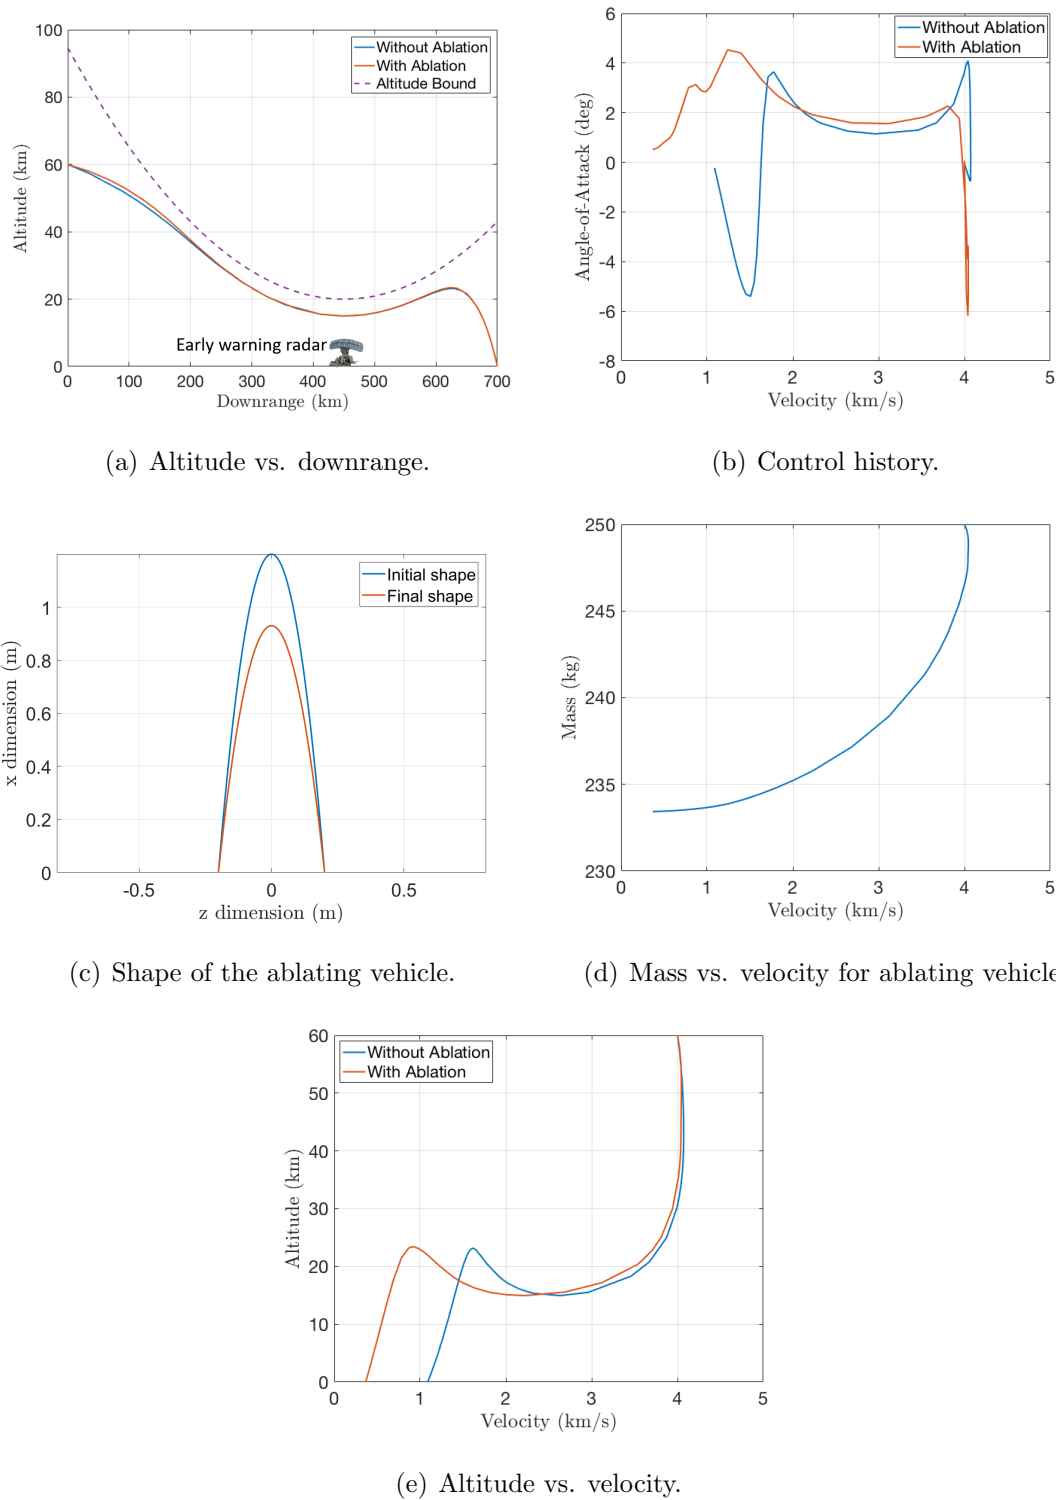 100
80
60
40
20
0
0 100 200 300 400 500 600 700
Altitude (km)
Downrange (km)
Without Ablation
With Ablation
Altitude Bound
Early warning radar
(a) Altitude vs. downrange.
6
4
2
0
-2
-4
-6
-8
0 1 2 3 4 5
Angle-of-Attack (deg)
Velocity (km/s)
Without Ablation
With Ablation
(b) Control history.
1
0.8
0.6
0.4
0.2
0
-0.5 0 0.5
x dimension (m)
z dimension (m)
Initial shape
Final shape
(c) Shape of the ablating vehicle.
250
245
240
235
230
0 1 2 3 4 5
Mass (kg)
Velocity (km/s)
(d) Mass vs. velocity for ablating vehicle
60
50
40
30
20
10
0
0 1 2 3 4 5
Altitude (km)
Velocity (km/s)
Without Ablation
With Ablation
(e) Altitude vs. velocity.